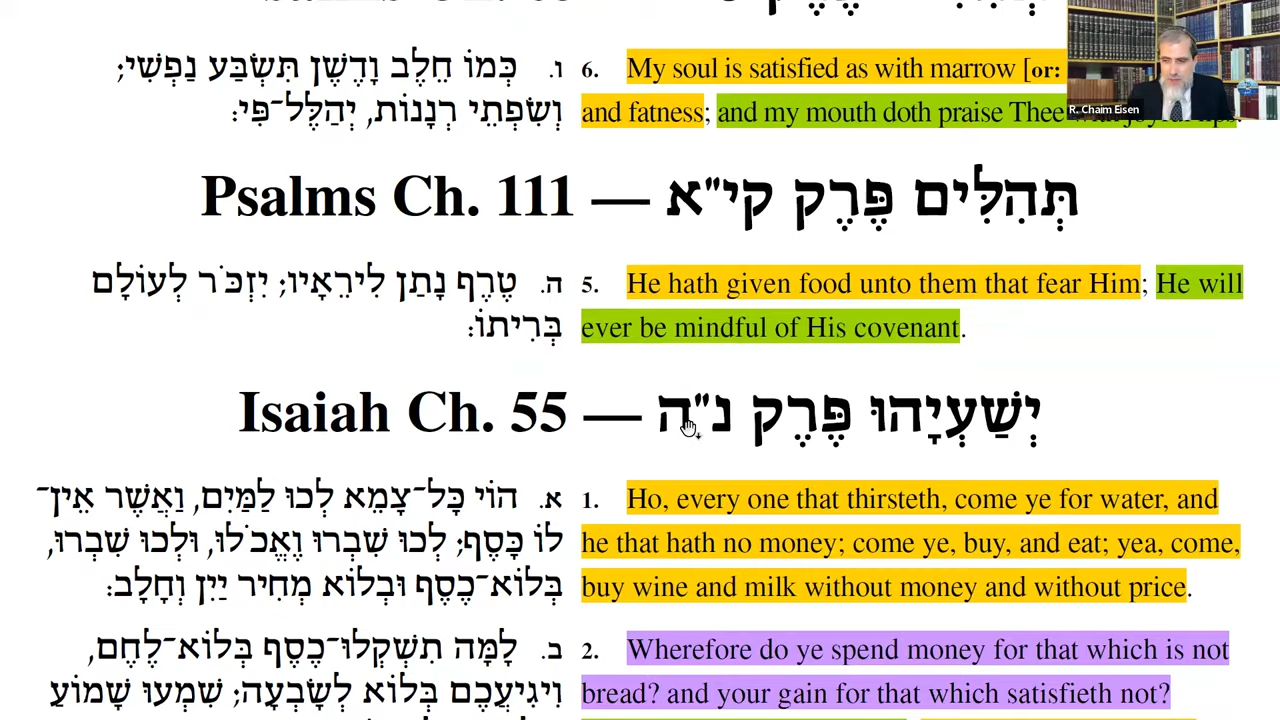 כְּמוֹ חֵלֶב וָדֶשֶׁן תִּשְׂבַּע נַפְשִׁי; ו. 6. My soul is satisfied as with marrow [or:
וְשִׂפְתֵי רְנָנוֹת, יְהַלֶּל־פִּי: and fatness; and my mouth doth praise Thee
R. Chaim Eisen
Psalms Ch. 111 — תְּהִלִּים פֶּרֶק קי״א
טֶרֶף נָתַן לִירֵאָיו; יִזְכֹּר לְעוֹלָם ה. 5. He hath given food unto them that fear Him; He will
בְּרִיתוֹ: ever be mindful of His covenant.
Isaiah Ch. 55 — יְשַׁעְיָהוּ פֶּרֶק נ״ה
הוֹי כָּל־צָמֵא לְכוּ לַמַּיִם, וַאֲשֶׁר אֵין־ א. 1. Ho, every one that thirsteth, come ye for water, and
לוֹ כָּסֶף; לְכוּ שִׁבְרוּ וֶאֱכֹלוּ, וּלְכוּ שִׁבְרוּ, he that hath no money; come ye, buy, and eat; yea, come,
בְּלוֹא־כֶסֶף וּבְלוֹא מְחִיר יַיִן וְחָלָב: buy wine and milk without money and without price.
לָמָּה תִשְׁקְלוּ־כֶסֶף בְּלוֹא־לֶחֶם, ב. 2. Wherefore do ye spend money for that which is not
וִיגִיעֲכֶם בְּלוֹא לְשָׂבְעָה; שִׁמְעוּ שָׁמוֹעַ bread? and your gain for that which satisfieth not?